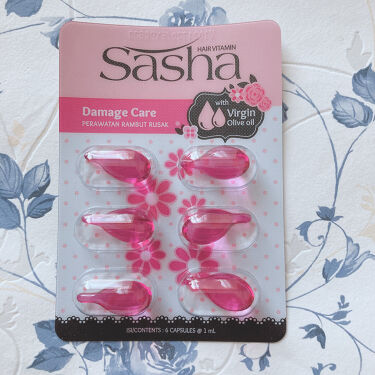 Sasha
HAIR VITAMIN
Damage Care
PERAWATAN RAMBUT RUSAK
with
Virgin
Olive oil
ISI/CONTENTS : 6 CAPSULES @ 1 mL